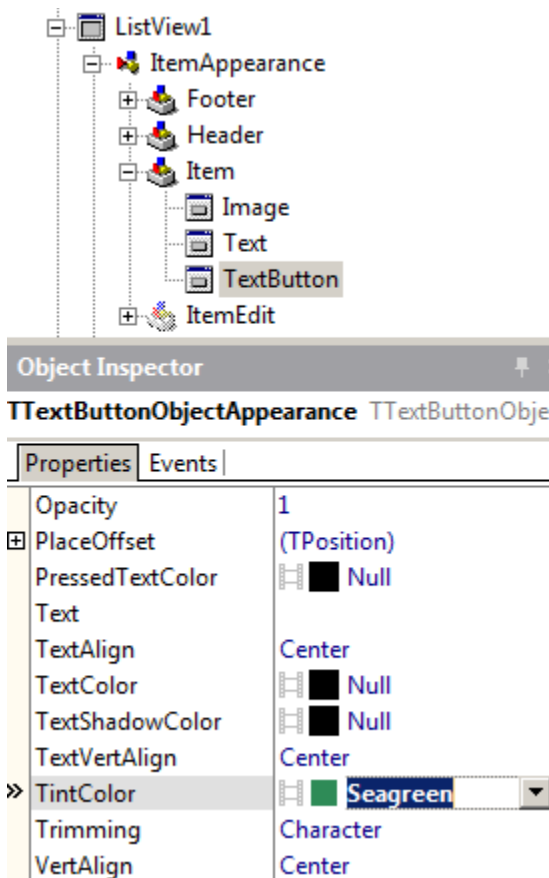 ListView1
ItemAppearance
Footer
Header
Item
Image
Text
TextButton
ItemEdit
Object Inspector
TTextButtonObjectAppearance TTextButtonObje
Properties Events
Opacity 1
PlaceOffset (TPosition)
PressedTextColor Null
Text
TextAlign Center
TextColor Null
TextShadowColor Null
TextVertAlign Center
TintColor Seagreen
Trimming Character
VertAlign Center